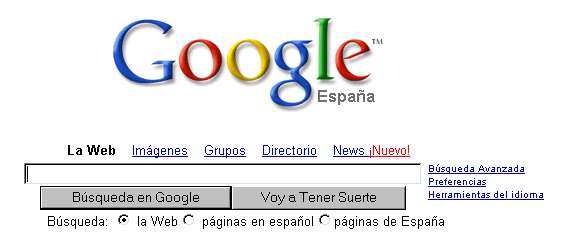 Google™
España
La Web Imágenes Grupos Directorio News ¡Nuevo!
Búsqueda Avanzada
Preferencias
Herramientas del idioma
Búsqueda en Google Voy a Tener Suerte
Búsqueda: la Web páginas en español páginas de España